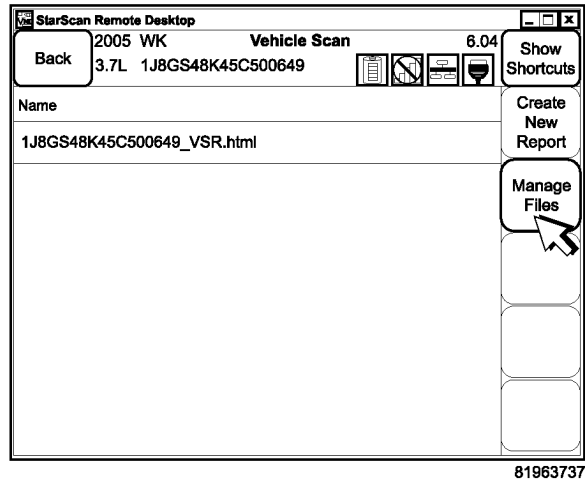 StarScan Remote Desktop
Back
2005 WK
Vehicle Scan
6.04
3.7L 1J8GS48K45C500649
Show
Shortcuts
Name
1J8GS48K45C500649_VSR.html
Create
New
Report
Manage
Files
81963737